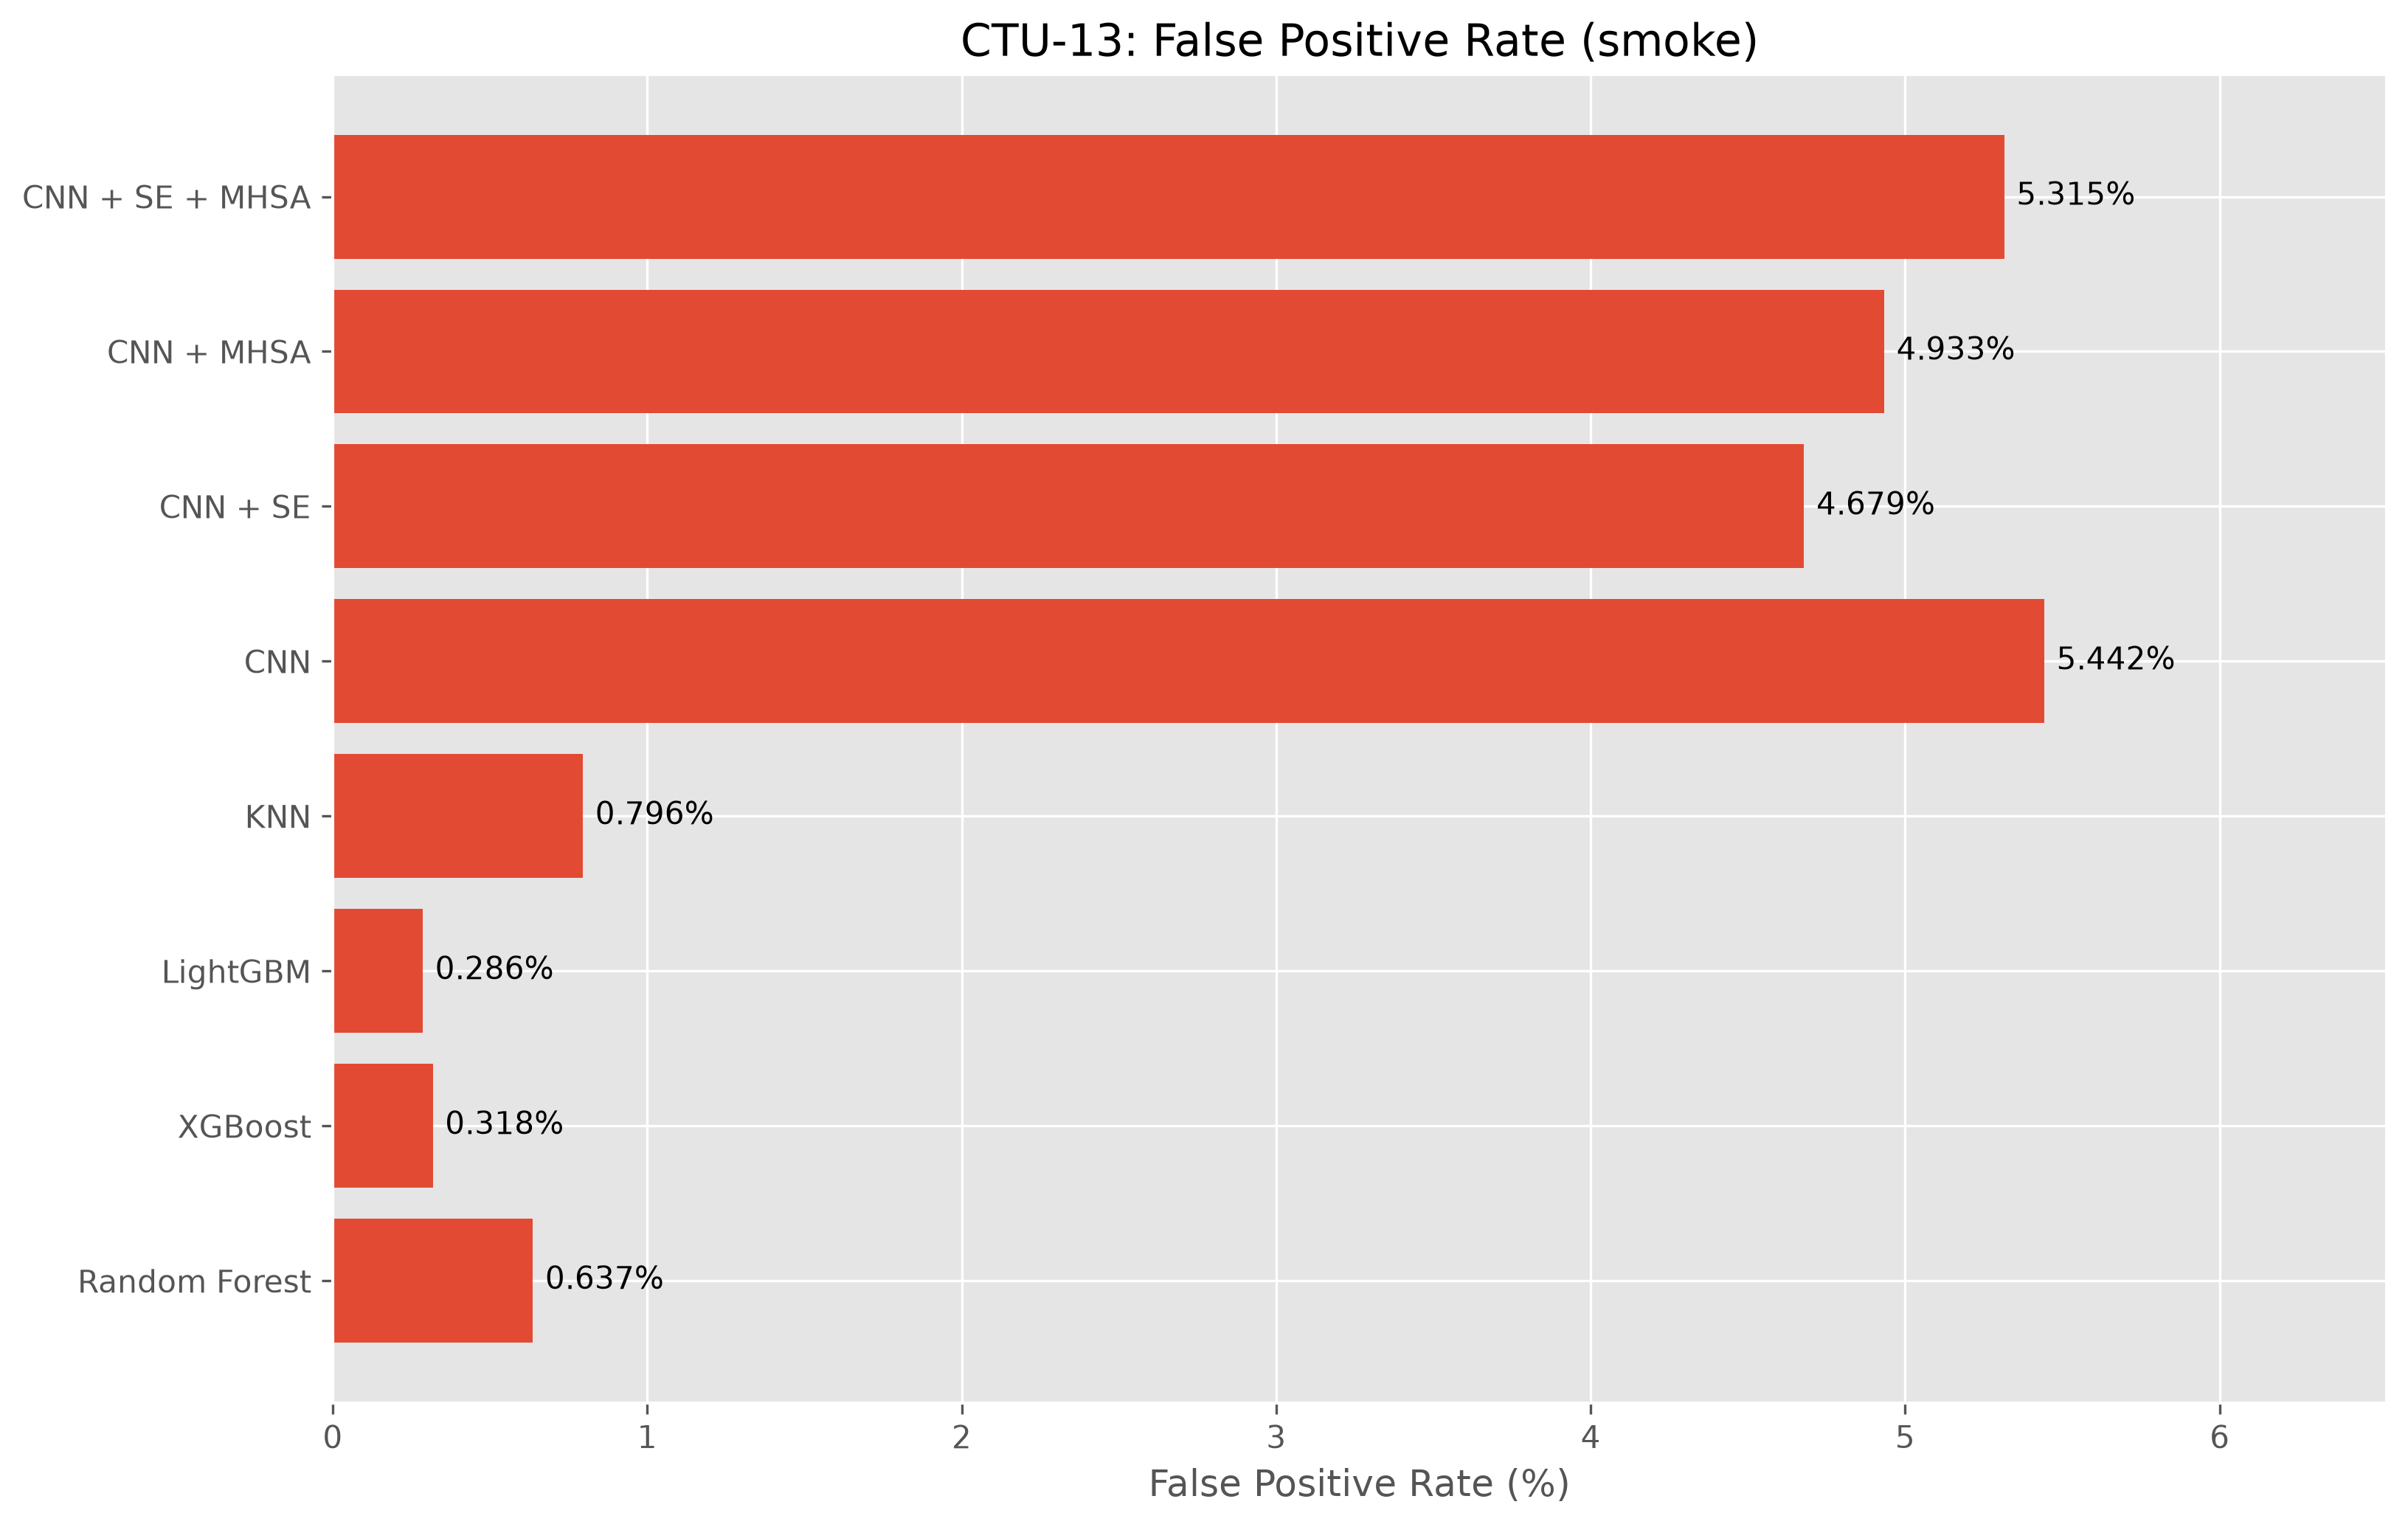 CTU-13: False Positive Rate (smoke)
CNN + SE + MHSA
5.315%
CNN + MHSA
4.933%
CNN + SE
4.679%
CNN
5.442%
KNN
0.796%
LightGBM
0.286%
XGBoost
0.318%
Random Forest
0.637%
0 1 2 3 4 5 6
False Positive Rate (%)